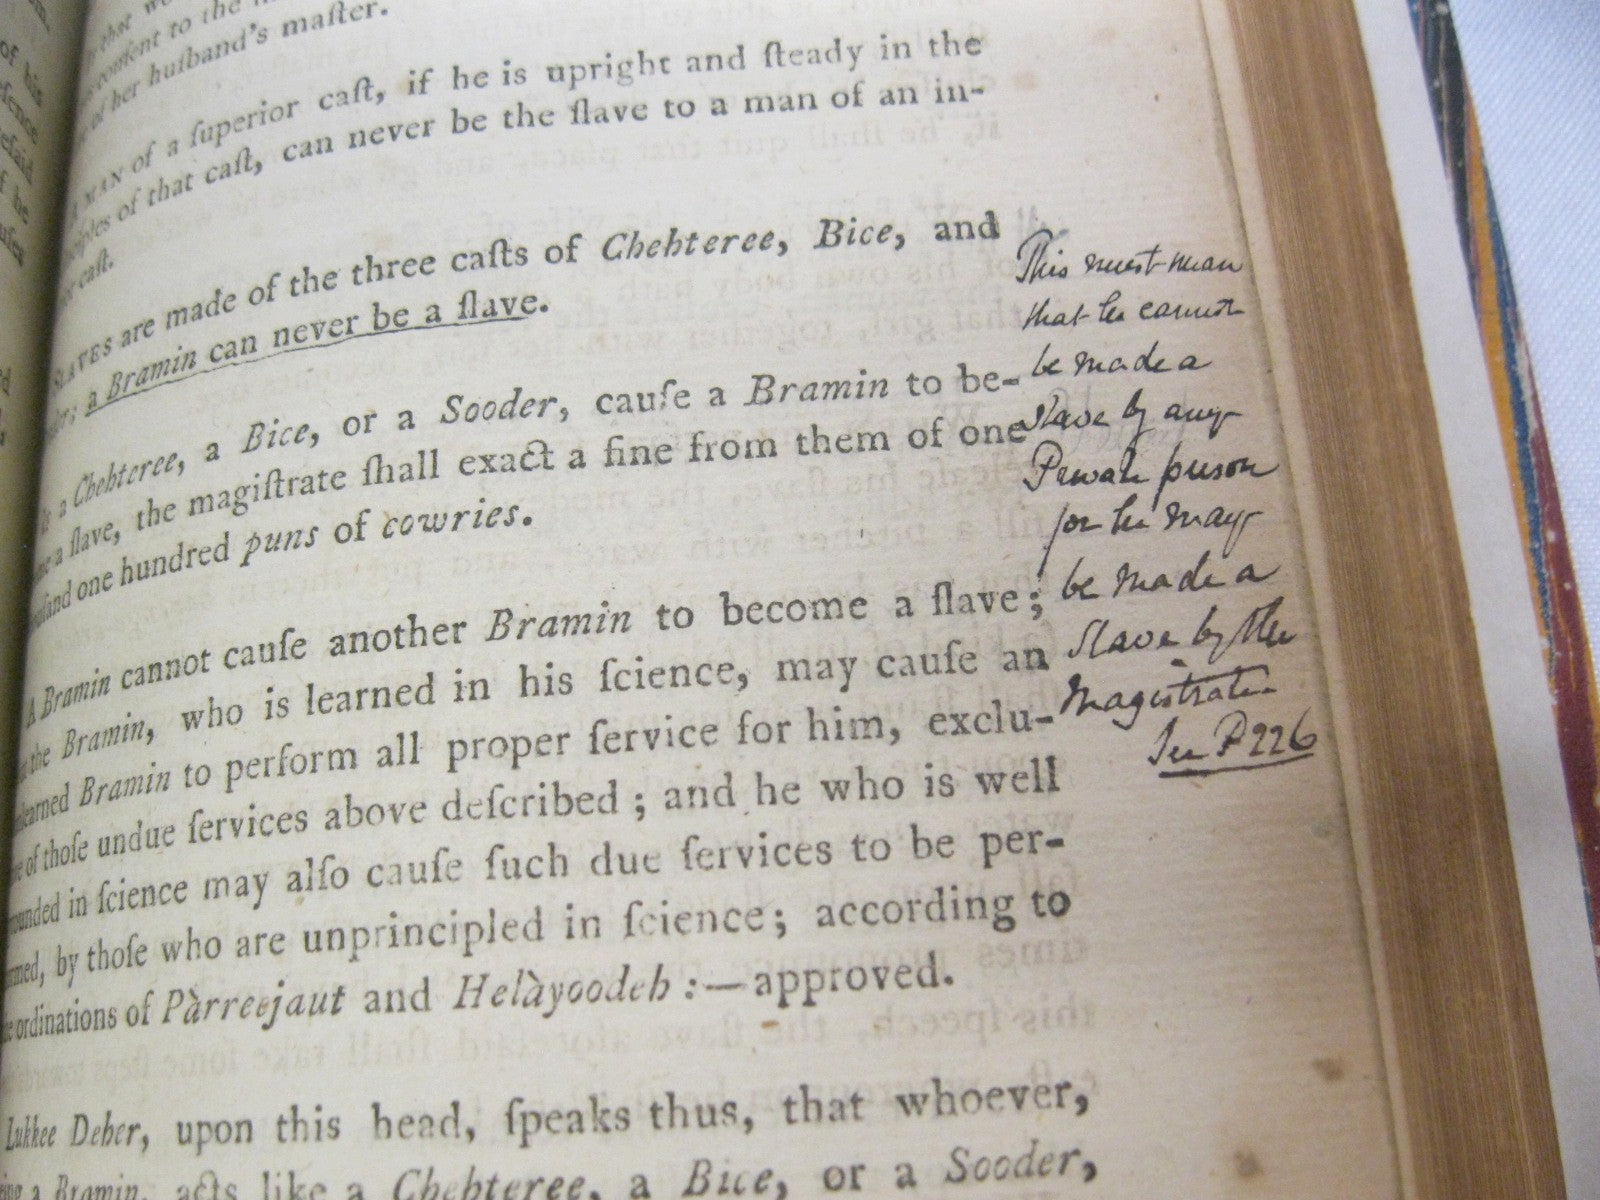 that
consent to the
of her huſband's maſter.
A MAN of a ſuperior caſt, if he is upright and ſteady in the
of that caſt, can never be the ſlave to a man of an in-
caſt.
SLAVES are made of the three caſts of Chehteree, Bice, and
a Bramin can never be a ſlave.
a Chehteree, a Bice, or a Sooder, cauſe a Bramin to be-
a ſlave, the magiſtrate ſhall exact a fine from them of one
and one hundred puns of cowries.
A Bramin cannot cauſe another Bramin to become a ſlave;
the Bramin, who is learned in his ſcience, may cauſe an
Bramin to perform all proper ſervice for him, exclu-
of thoſe undue ſervices above deſcribed; and he who is well
in ſcience may alſo cauſe ſuch due ſervices to be per-
by thoſe who are unprincipled in ſcience; according to
ordinations of Pàrreejaut and Helàyoodeh:—approved.
Lukkee Deher, upon this head, ſpeaks thus, that whoever,
a Bramin, acts like a Chehteree, a Bice, or a Sooder,
This must mean
that he cannot
be made a
slave by any
Private person
for he may
be made a
Slave by the
Magistrate
See P 226